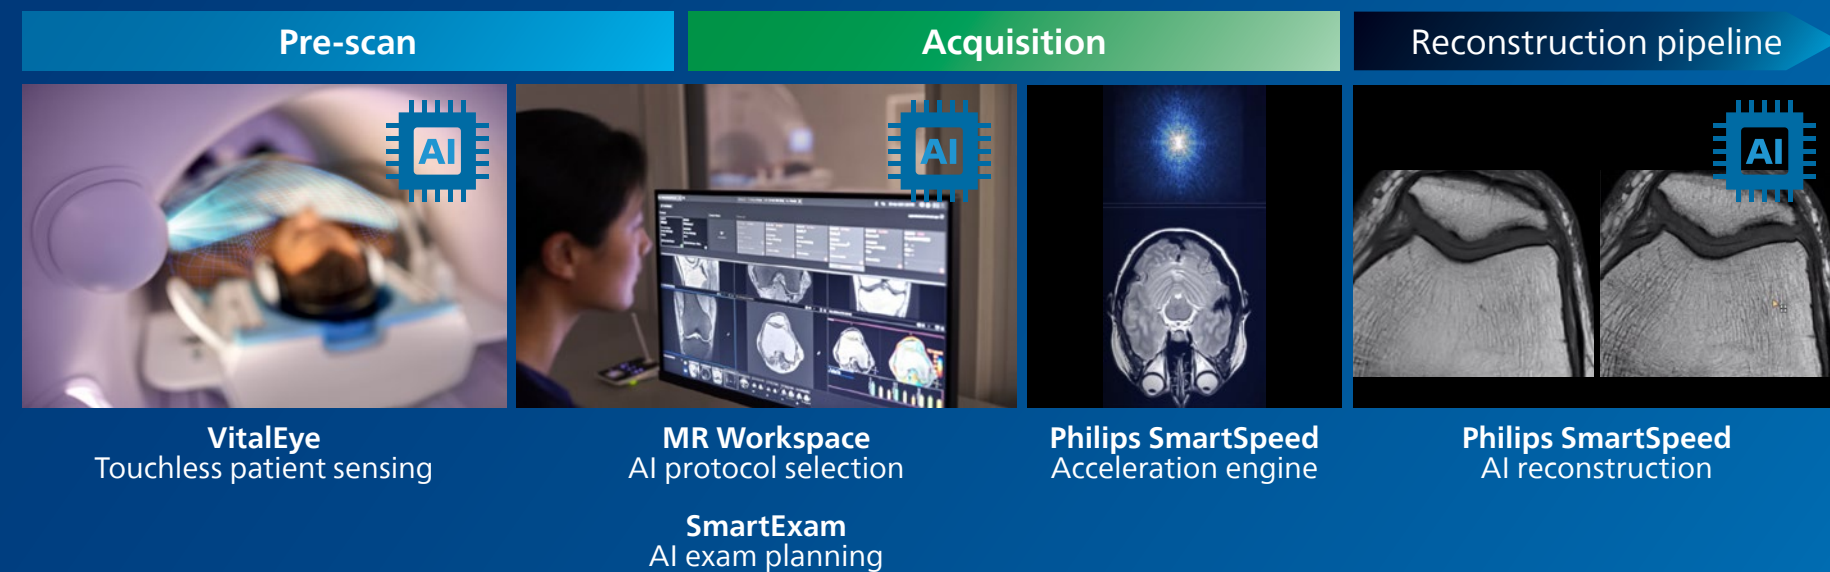 Pre-scan
Acquisition
Reconstruction pipeline
AI
AI
AI
VitalEye
Touchless patient sensing
MR Workspace
AI protocol selection
SmartExam
AI exam planning
Philips SmartSpeed
Acceleration engine
Philips SmartSpeed
AI reconstruction